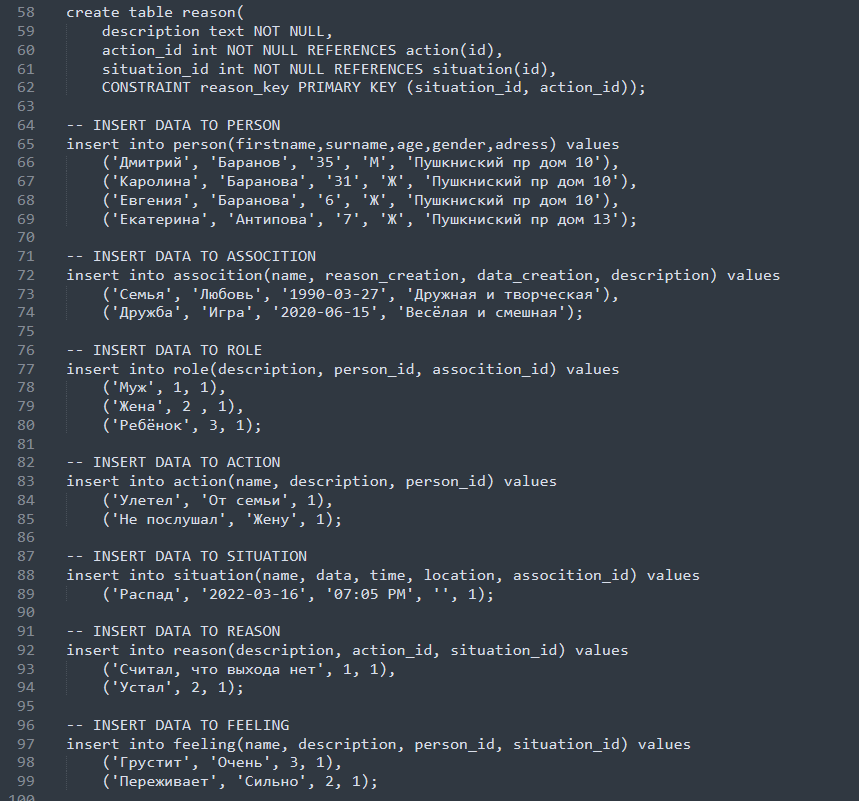 58 create table reason(
59 description text NOT NULL,
60 action_id int NOT NULL REFERENCES action(id),
61 situation_id int NOT NULL REFERENCES situation(id),
62 CONSTRAINT reason_key PRIMARY KEY (situation_id, action_id));
63
64 -- INSERT DATA TO PERSON
65 insert into person(firstname,surname,age,gender,adress) values
66 ('Дмитрий', 'Баранов', '35', 'М', 'Пушкниский пр дом 10'),
67 ('Каролина', 'Баранова', '31', 'Ж', 'Пушкниский пр дом 10'),
68 ('Евгения', 'Баранова', '6', 'Ж', 'Пушкниский пр дом 10'),
69 ('Екатерина', 'Антипова', '7', 'Ж', 'Пушкниский пр дом 13');
70
71 -- INSERT DATA TO ASSOCITION
72 insert into assocition(name, reason_creation, data_creation, description) values
73 ('Семья', 'Любовь', '1990-03-27', 'Дружная и творческая'),
74 ('Дружба', 'Игра', '2020-06-15', 'Весёлая и смешная');
75
76 -- INSERT DATA TO ROLE
77 insert into role(description, person_id, assocition_id) values
78 ('Муж', 1, 1),
79 ('Жена', 2 , 1),
80 ('Ребёнок', 3, 1);
81
82 -- INSERT DATA TO ACTION
83 insert into action(name, description, person_id) values
84 ('Улетел', 'От семьи', 1),
85 ('Не послушал', 'Жену', 1);
86
87 -- INSERT DATA TO SITUATION
88 insert into situation(name, data, time, location, assocition_id) values
89 ('Распад', '2022-03-16', '07:05 PM', '', 1);
90
91 -- INSERT DATA TO REASON
92 insert into reason(description, action_id, situation_id) values
93 ('Считал, что выхода нет', 1, 1),
94 ('Устал', 2, 1);
95
96 -- INSERT DATA TO FEELING
97 insert into feeling(name, description, person_id, situation_id) values
98 ('Грустит', 'Очень', 3, 1),
99 ('Переживает', 'Сильно', 2, 1);
100